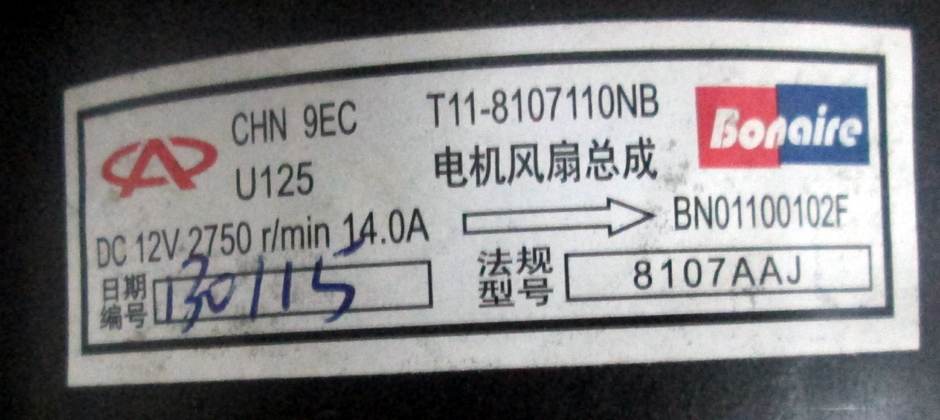 CHN 9EC
U125
T11-8107110NB
电机风扇总成
Bonaire
DC 12V 2750 r/min 14.0A
BN01100102F
日期
编号
130115
法规
型号
8107AAJ